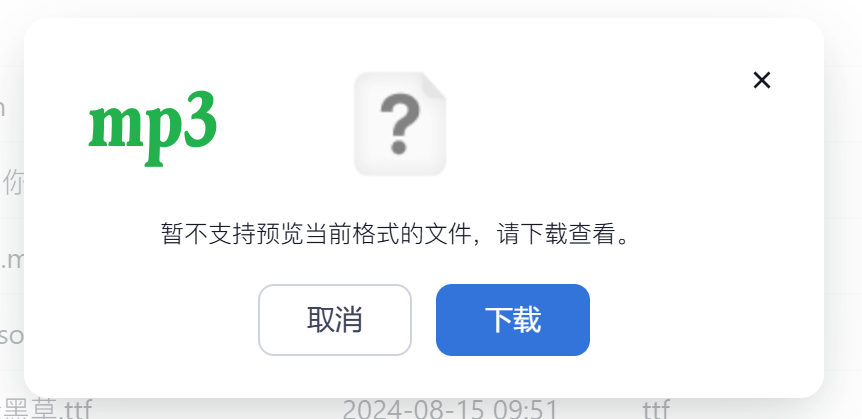 mp3
?
暂不支持预览当前格式的文件，请下载查看。
取消
下载
你
.m
so
黑草.ttf 2024-08-15 09:51 ttf